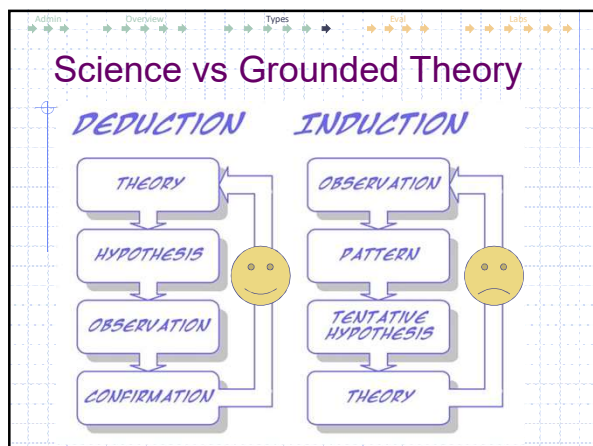 Admin Overview Types Eval Labs
Science vs Grounded Theory
DEDUCTION
THEORY
HYPOTHESIS
OBSERVATION
CONFIRMATION
INDUCTION
OBSERVATION
PATTERN
TENTATIVE
HYPOTHESIS
THEORY